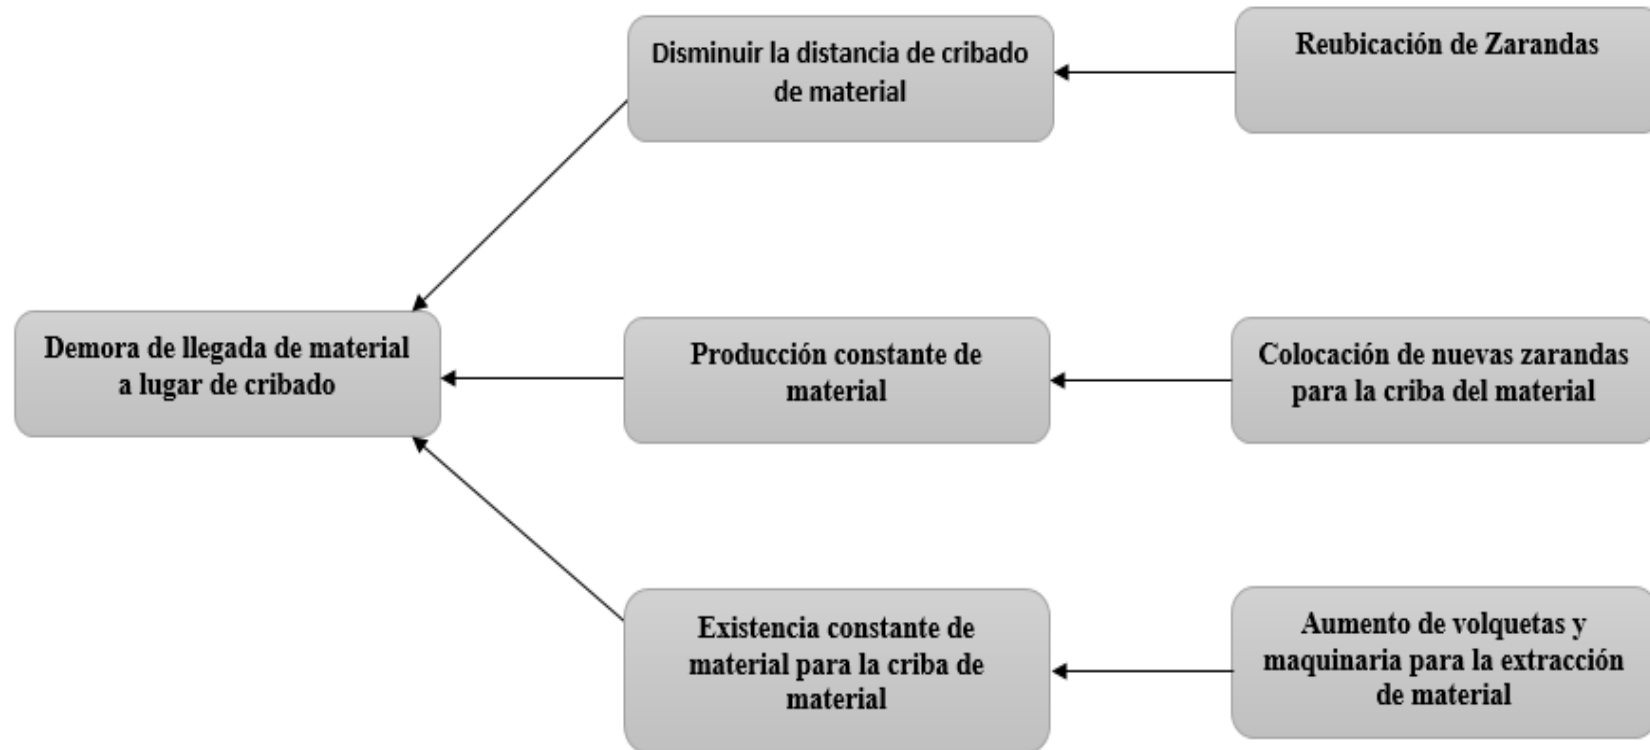 Disminuir la distancia de cribado
de material
Reubicación de Zarandas
Demora de llegada de material
a lugar de cribado
Producción constante de
material
Colocación de nuevas zarandas
para la criba del material
Existencia constante de
material para la criba de
material
Aumento de volquetas y
maquinaria para la extracción
de material